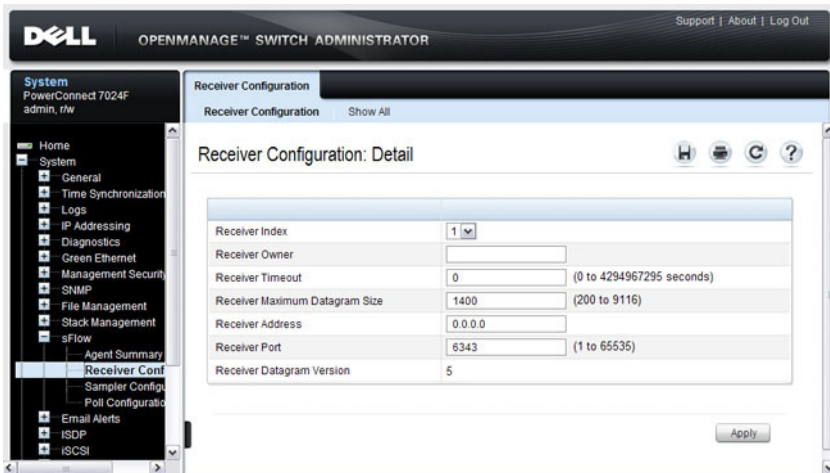 Support | About | Log Out
DELL OPENMANAGE™ SWITCH ADMINISTRATOR
System
PowerConnect 7024F
admin, r/w
Home
System
General
Time Synchronization
Logs
IP Addressing
Diagnostics
Green Ethernet
Management Security
SNMP
File Management
Stack Management
sFlow
Agent Summary
Receiver Conf
Sampler Configu
Poll Configuratio
Email Alerts
ISDP
iSCSI
Receiver Configuration
Receiver Configuration Show All
Receiver Configuration: Detail
?
Receiver Index 1
Receiver Owner
Receiver Timeout 0 (0 to 4294967295 seconds)
Receiver Maximum Datagram Size 1400 (200 to 9116)
Receiver Address 0.0.0.0
Receiver Port 6343 (1 to 65535)
Receiver Datagram Version 5
Apply